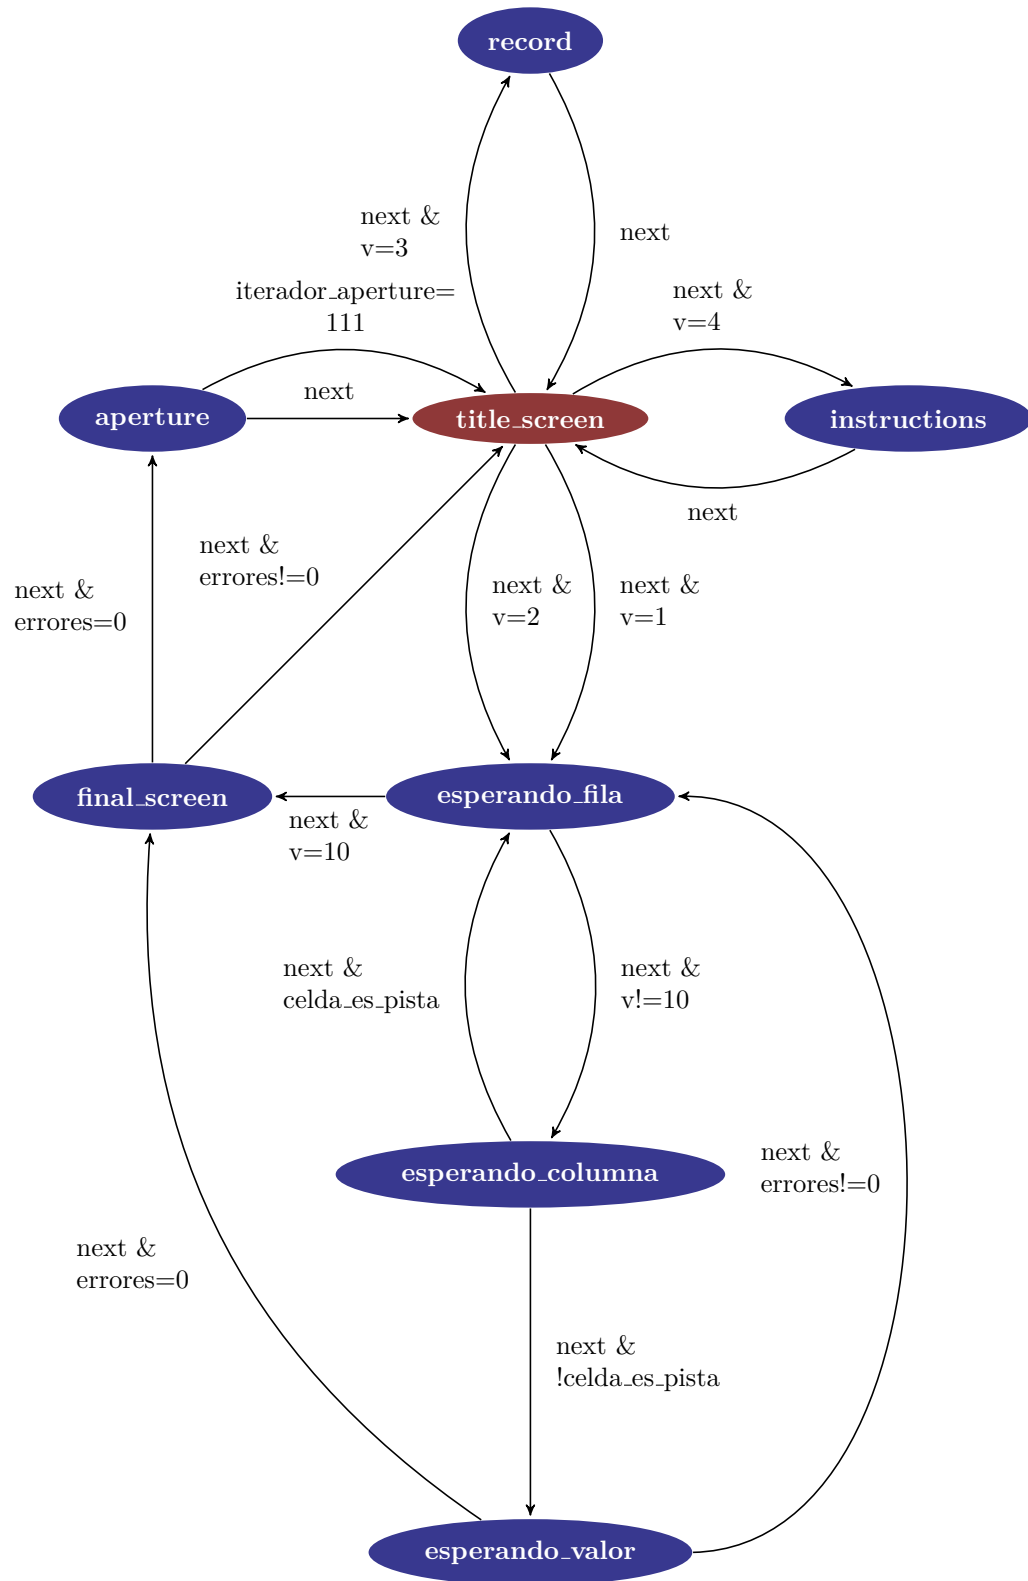 record
next &
v=3
next
iterador_aperture=
111
next &
v=4
aperture
next
title_screen
instructions
next
next &
errores!=0
next &
errores=0
next &
v=2
next &
v=1
final_screen
esperando_fila
next &
v=10
next &
celda_es_pista
next &
v!=10
esperando_columna
next &
errores!=0
next &
errores=0
next &
!celda_es_pista
esperando_valor